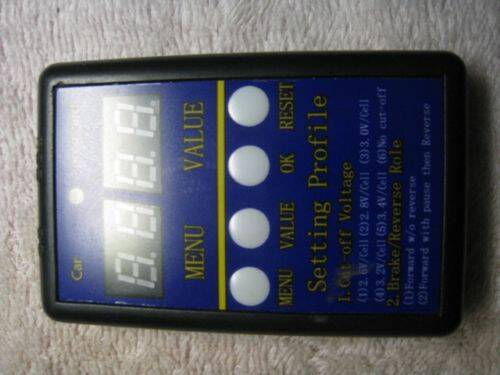 Car
MENU VALUE
MENU VALUE OK RESET
Setting Profile
1. Cut-off Voltage
(1)2.6V/Cell (2)2.8V/Cell (3)3.0V/Cell
(4)3.2V/Cell (5)3.4V/Cell (6)No cut-off
2. Brake/Reverse Role
(1)Forward w/o reverse
(2)Forward with pause then Reverse